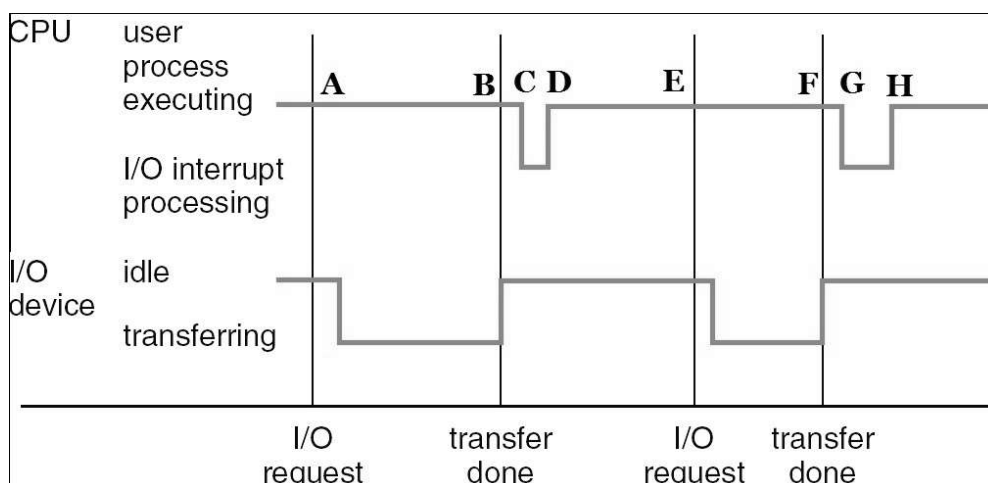 CPU user
process
executing
A B C D E F G H
I/O interrupt
processing
I/O idle
device
transferring
I/O transfer I/O transfer
request done request done